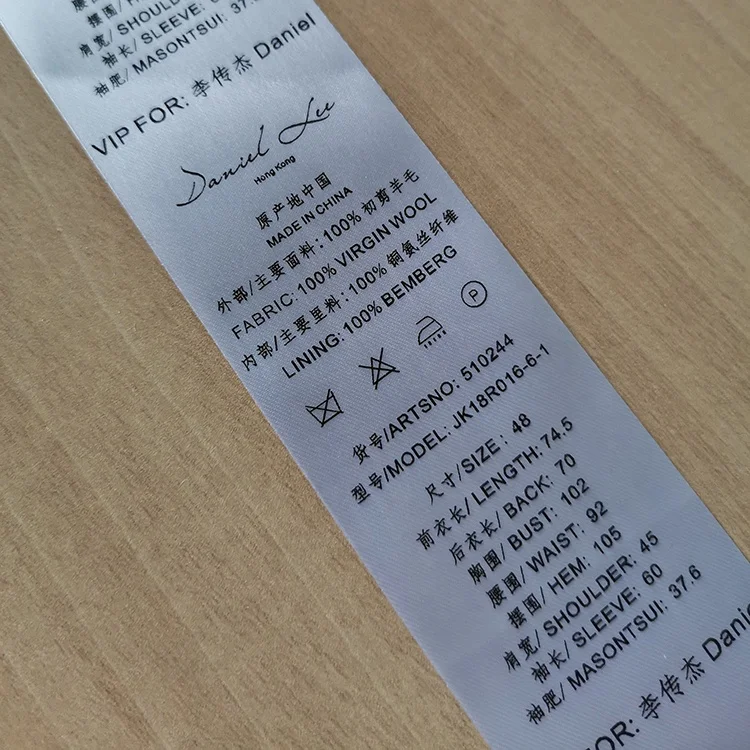 摆围/ HEM
肩宽/ SHOULDER
袖长/ SLEEVE: 6
袖肥/ MASONTSUI: 37.6
VIP FOR: 李传杰 Daniel
Daniel Lu
Hong Kong
原产地中国
MADE IN CHINA
外部/主要面料: 100% 初剪羊毛
FABRIC: 100% VIRGIN WOOL
内部/主要里料: 100% 铜氨丝纤维
LINING: 100% BEMBERG
P
货号/ARTSNO: 510244
型号/MODEL: JK18R016-6-1
尺寸/SIZE: 48
前衣长/ LENGTH: 74.5
后衣长/ BACK: 70
胸围/ BUST: 102
腰围/ WAIST: 92
摆围/ HEM: 105
肩宽/ SHOULDER: 45
袖长/ SLEEVE: 60
袖肥/ MASONTSUI: 37.6
FOR: 李传杰 Daniel